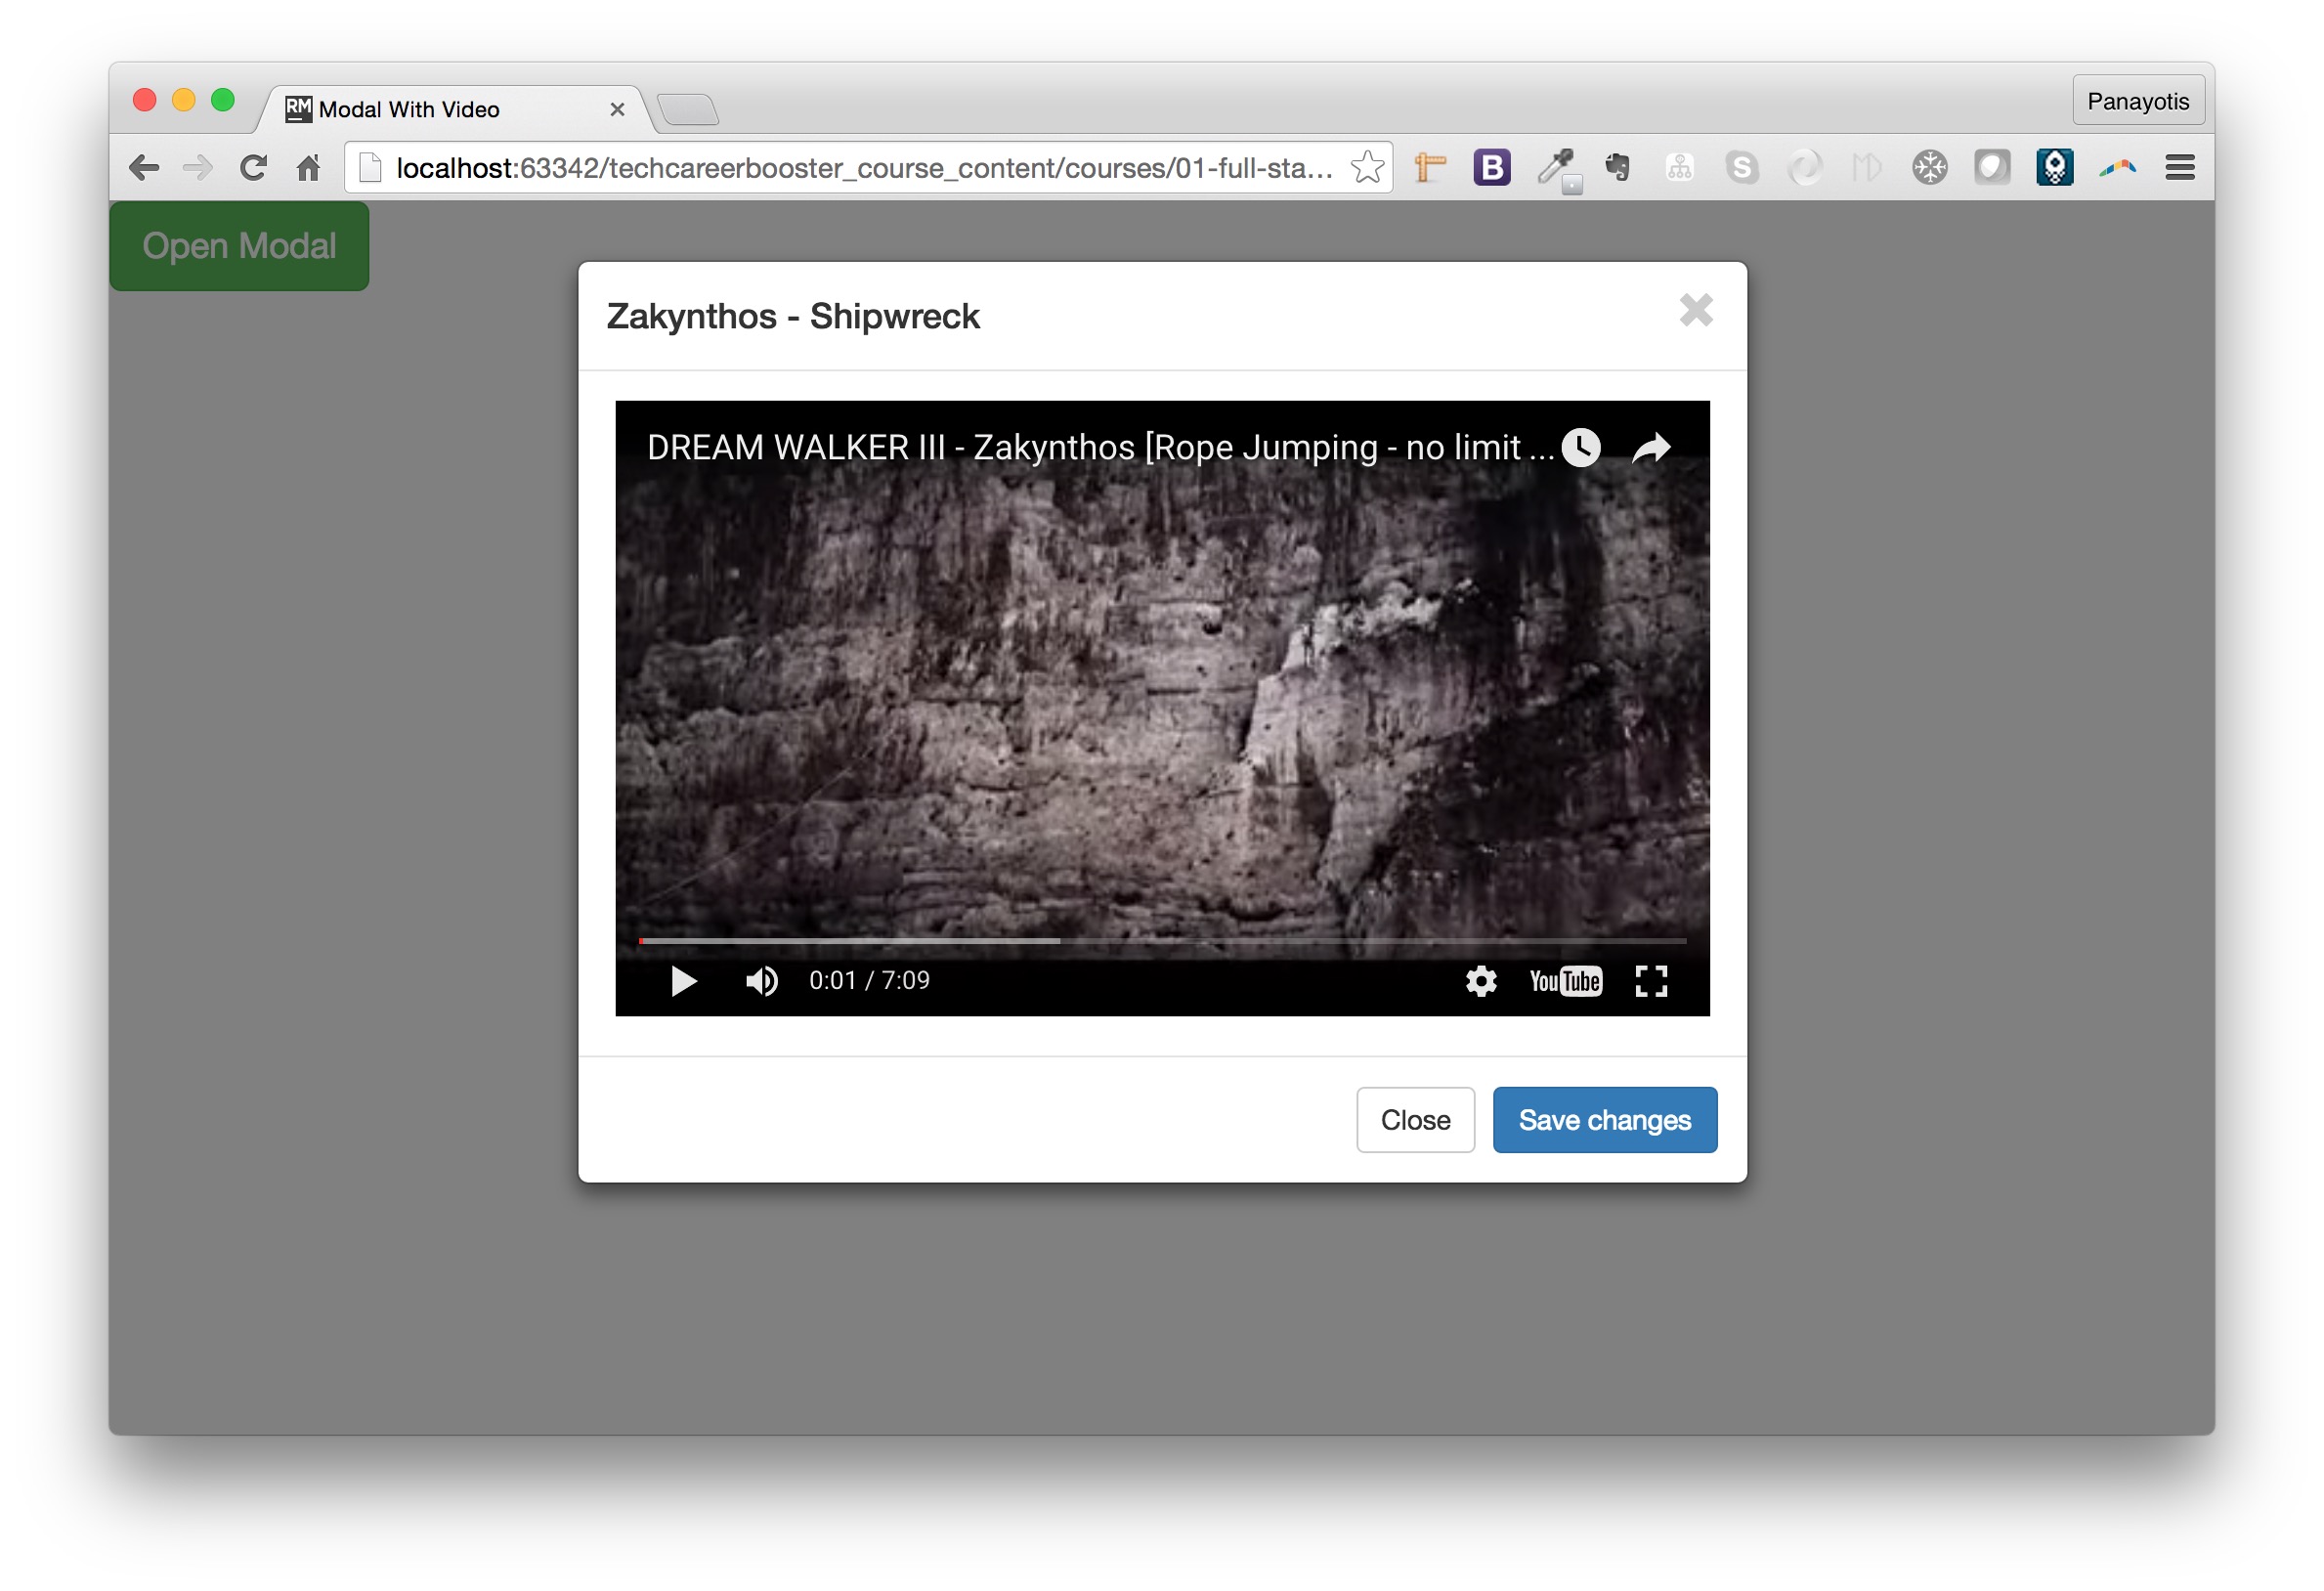 RM Modal With Video
Panayotis
localhost:63342/techcareerbooster_course_content/courses/01-full-sta...
B
S
Open Modal
Zakynthos - Shipwreck
DREAM WALKER III - Zakynthos [Rope Jumping - no limit ...
0:01 / 7:09
YouTube
Close
Save changes